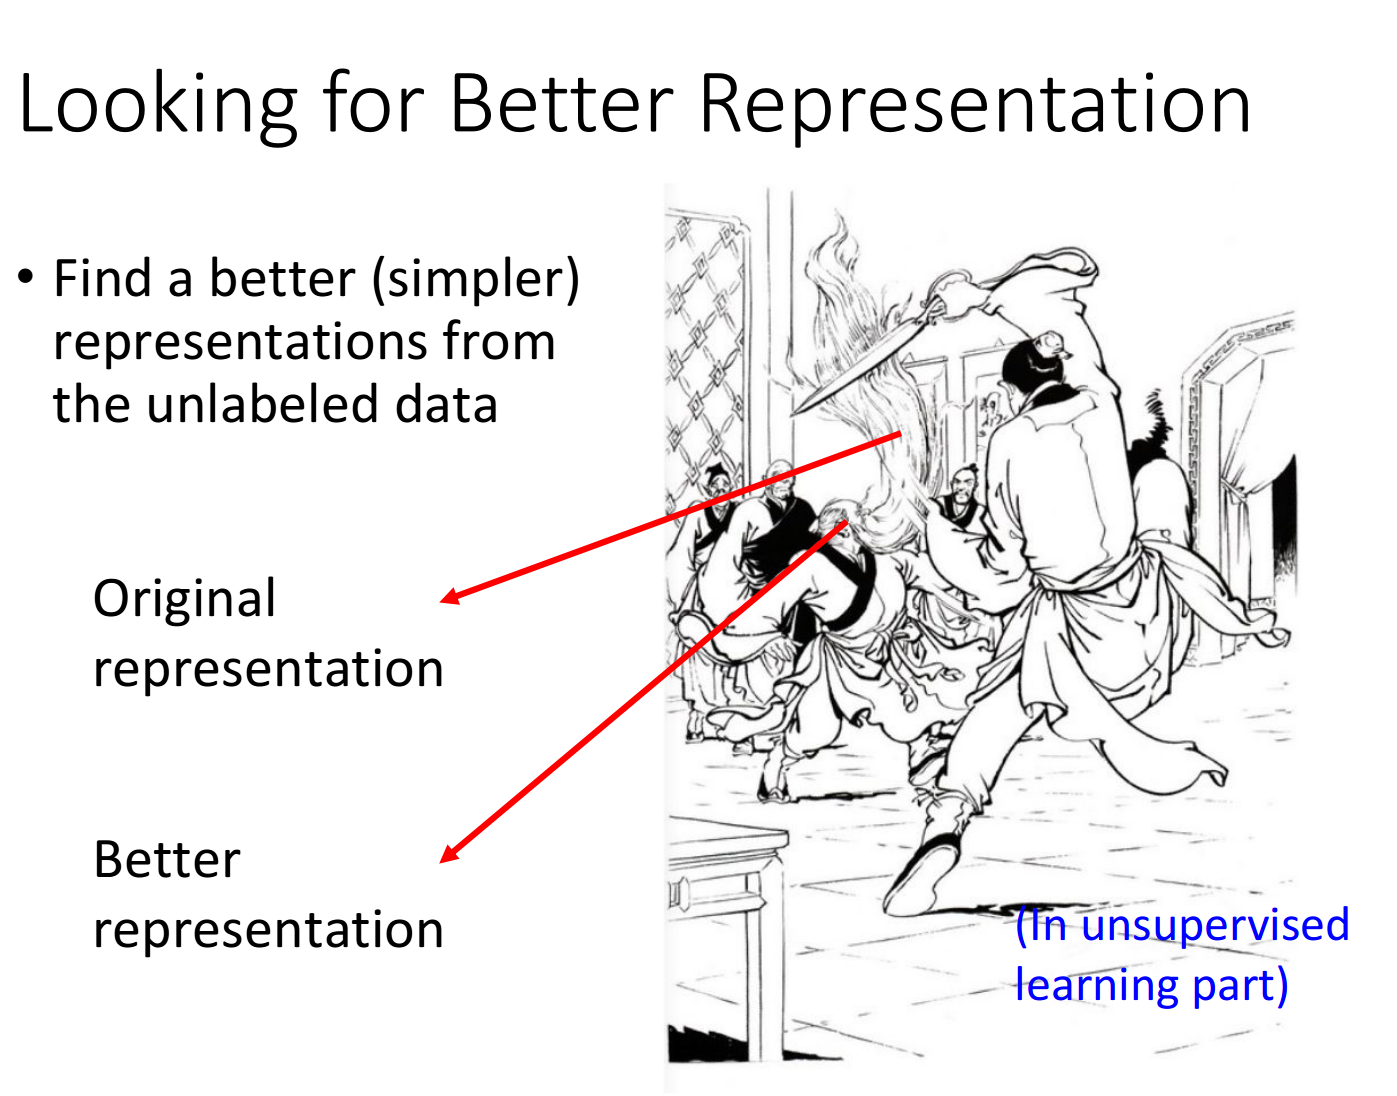 Looking for Better Representation
• Find a better (simpler)
representations from
the unlabeled data
Original
representation
Better
representation
(In unsupervised
learning part)